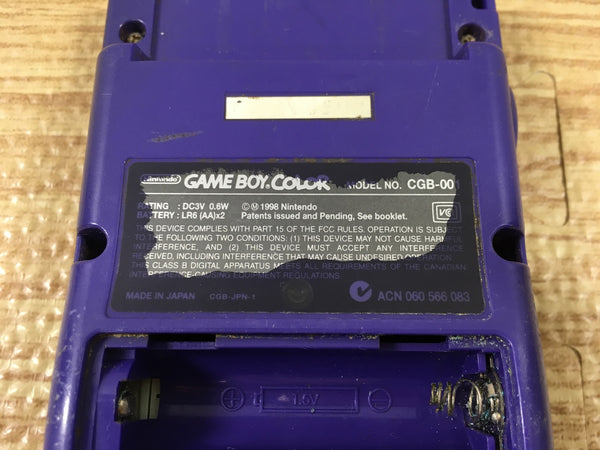 Nintendo GAME BOY COLOR MODEL NO. CGB-001
RATING : DC3V 0.6W ©Ⓜ1998 Nintendo
BATTERY : LR6 (AA)x2 Patents issued and Pending, See booklet.
VCI
THIS DEVICE COMPLIES WITH PART 15 OF THE FCC RULES. OPERATION IS SUBJECT
TO THE FOLLOWING TWO CONDITIONS: (1) THIS DEVICE MAY NOT CAUSE HARMFUL
INTERFERENCE, AND (2) THIS DEVICE MUST ACCEPT ANY INTERFERENCE
RECEIVED, INCLUDING INTERFERENCE THAT MAY CAUSE UNDESIRED OPERATION.
THIS CLASS B DIGITAL APPARATUS MEETS ALL REQUIREMENTS OF THE CANADIAN
INTERFERENCE-CAUSING EQUIPMENT REGULATIONS.
MADE IN JAPAN CGB-JPN-1 ACN 060 566 083
1.5V